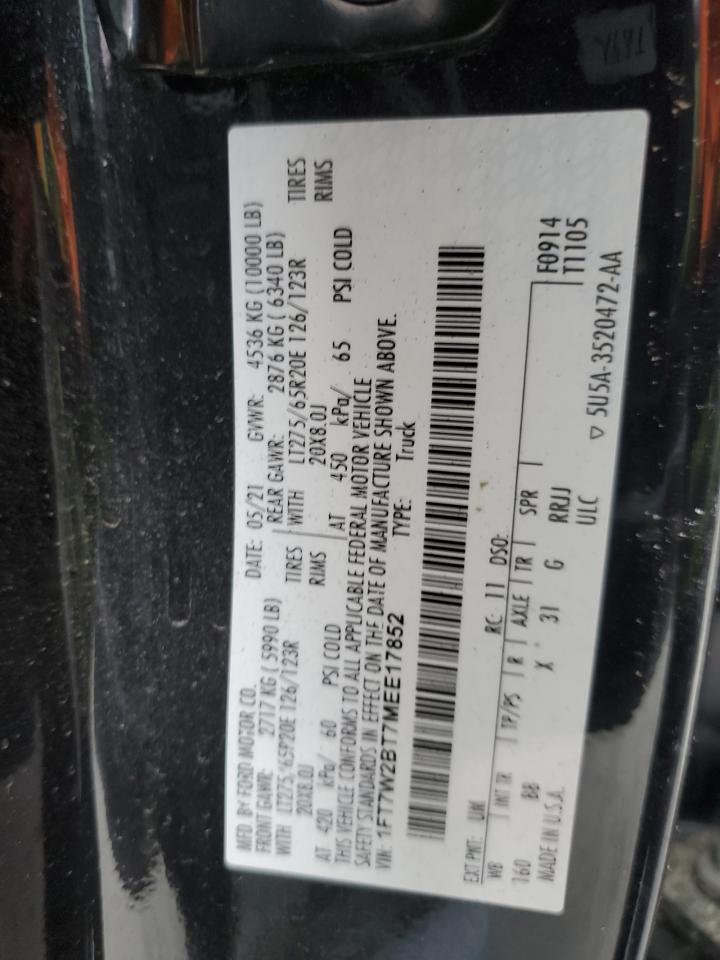 MFD. BY FORD MOTOR CO.
DATE: 05/21 GVWR: 4536 KG (10000 LB)
FRONT GAWR: 2717 KG ( 5990 LB) REAR GAWR: 2876 KG ( 6340 LB)
WITH LT275/65R20E 126/123R TIRES WITH LT275/65R20E 126/123R TIRES
20X8.0J RIMS 20X8.0J RIMS
AT 420 kPa/ 60 PSI COLD AT 450 kPa/ 65 PSI COLD
THIS VEHICLE CONFORMS TO ALL APPLICABLE FEDERAL MOTOR VEHICLE
SAFETY STANDARDS IN EFFECT ON THE DATE OF MANUFACTURE SHOWN ABOVE.
VIN: 1FT7W2BT7MEE17852 TYPE: Truck
EXT PNT: UM RC: 11 DSO:
WB INT TR TP/PS R AXLE TR SPR F0914
160 BB X 31 G RRJJ T1105
MADE IN U.S.A. ULC
▽ 5U5A-3520472-AA